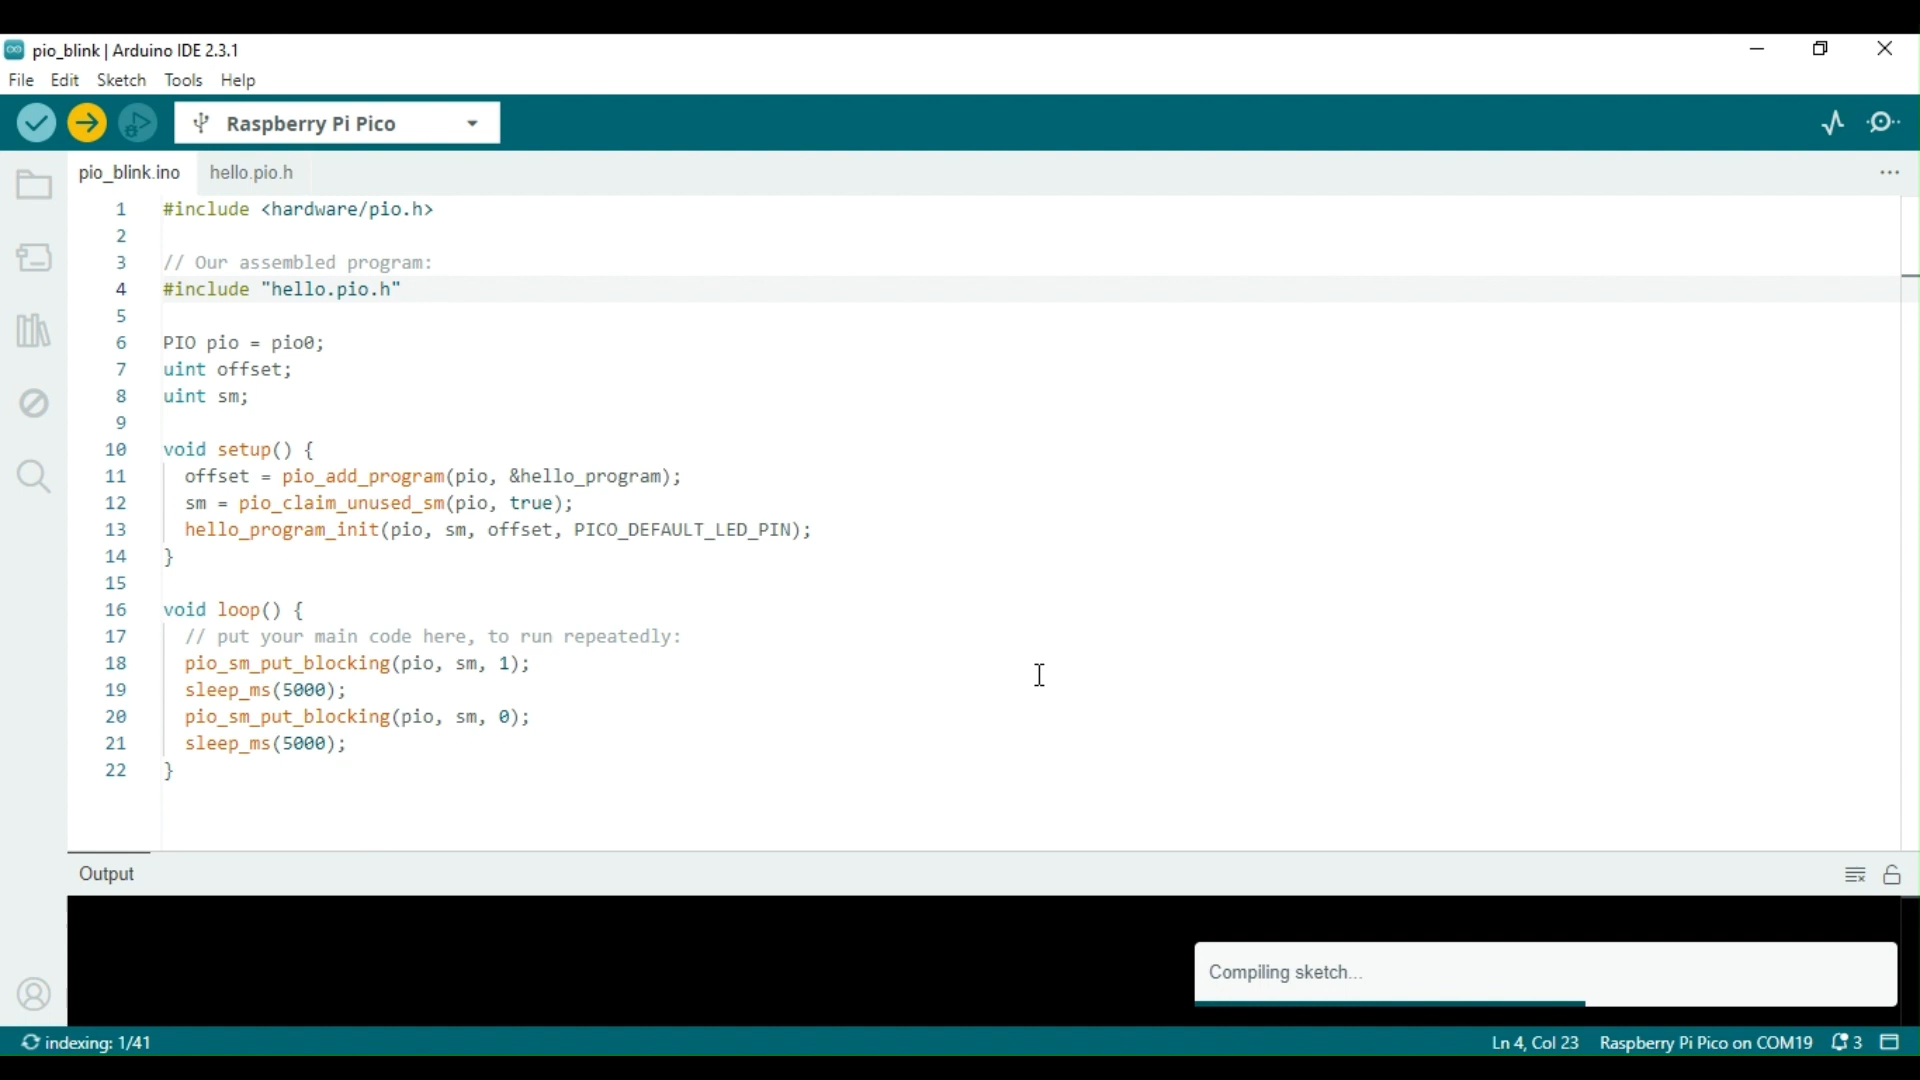 pio_blink | Arduino IDE 2.3.1
File Edit Sketch Tools Help
Raspberry Pi Pico
pio_blink.ino hello.pio.h
1 #include <hardware/pio.h>
2
3 // Our assembled program:
4 #include "hello.pio.h"
5
6 PIO pio = pio0;
7 uint offset;
8 uint sm;
9
10 void setup() {
11 offset = pio_add_program(pio, &hello_program);
12 sm = pio_claim_unused_sm(pio, true);
13 hello_program_init(pio, sm, offset, PICO_DEFAULT_LED_PIN);
14 }
15
16 void loop() {
17 // put your main code here, to run repeatedly:
18 pio_sm_put_blocking(pio, sm, 1);
19 sleep_ms(5000);
20 pio_sm_put_blocking(pio, sm, 0);
21 sleep_ms(5000);
22 }
Output
Compiling sketch...
indexing: 1/41 Ln 4, Col 23 Raspberry Pi Pico on COM19 3